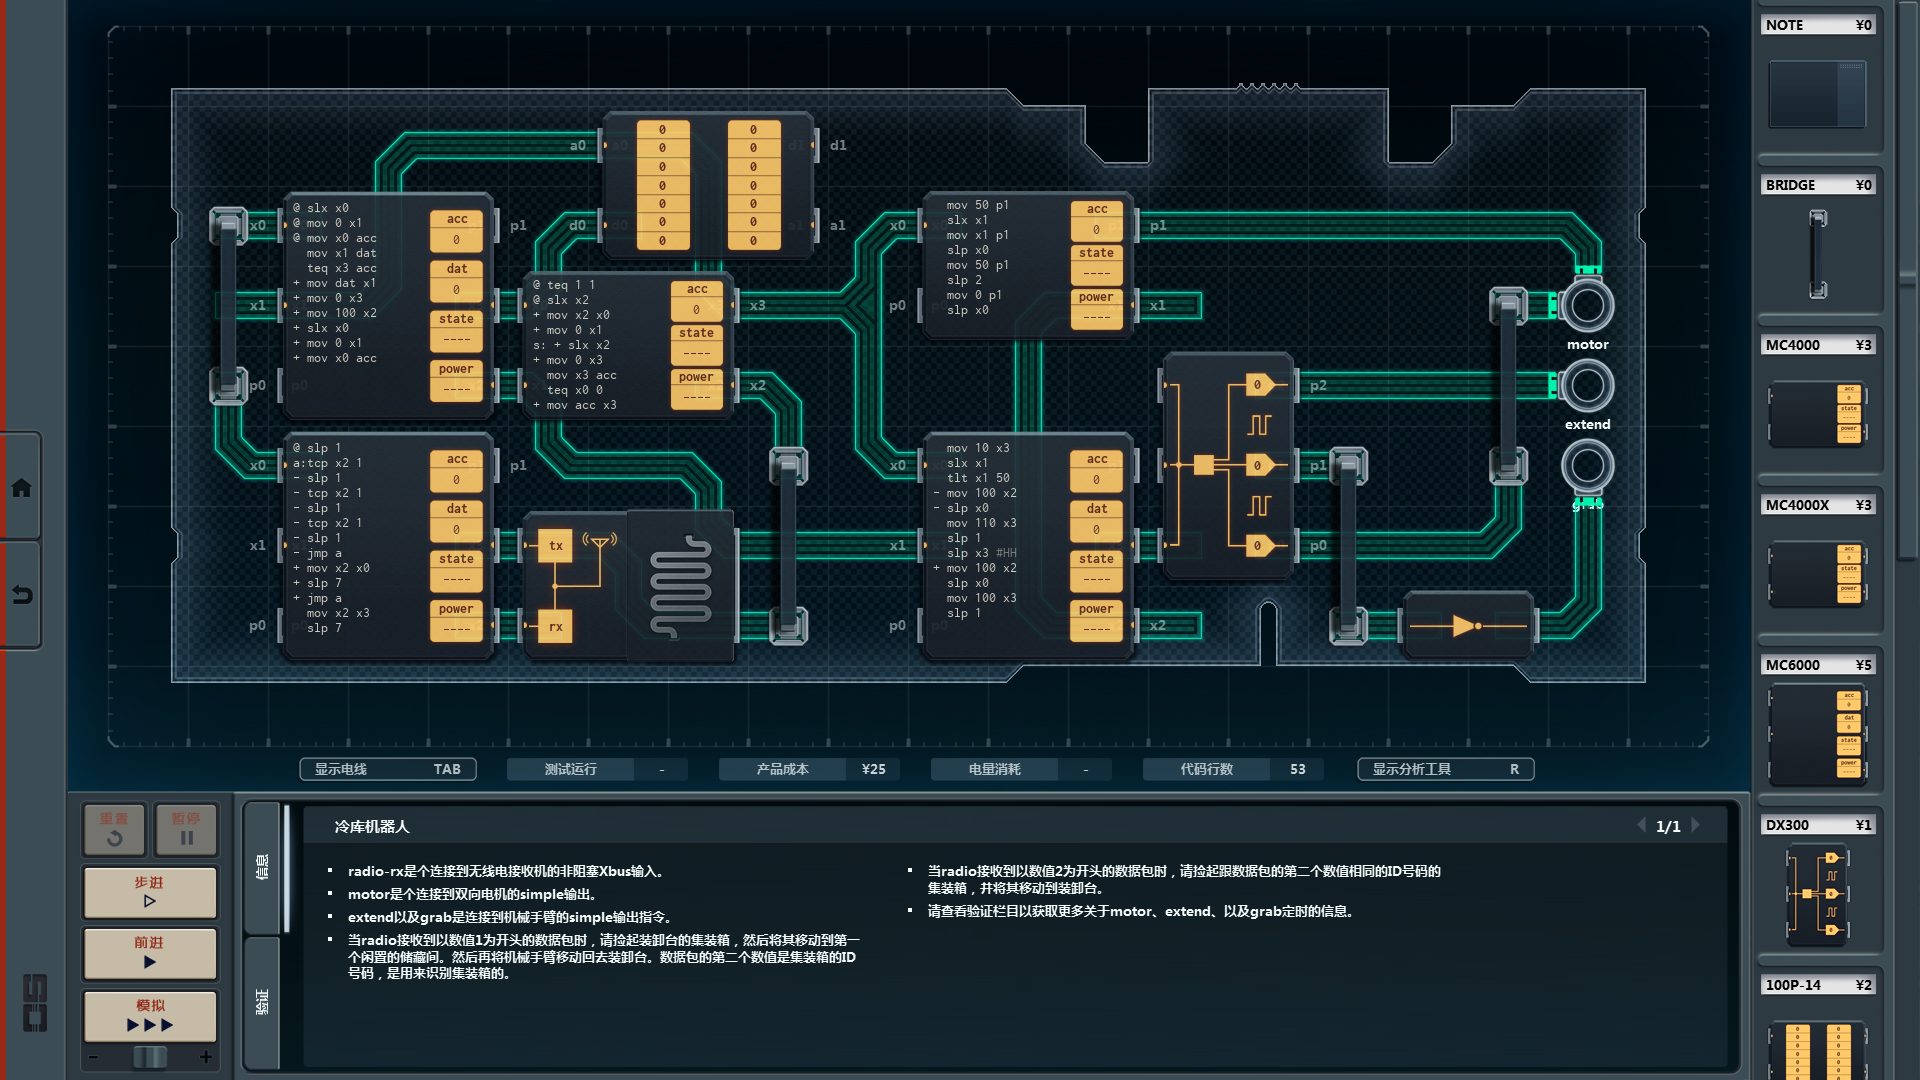 NOTE ¥0
BRIDGE ¥0
MC4000 ¥3
MC4000X ¥3
MC6000 ¥5
DX300 ¥1
100P-14 ¥2
a0
d0
d1
a1
0 0
0 0
0 0
0 0
0 0
0 0
0 0
x0
x1
p0
p1
@ slx x0
@ mov 0 x1
@ mov x0 acc
mov x1 dat
teq x3 acc
+ mov dat x1
+ mov 0 x3
+ mov 100 x2
+ slx x0
+ mov 0 x1
+ mov x0 acc
acc
0
dat
0
state
----
power
----
@ teq 1 1
@ slx x2
+ mov x2 x0
+ mov 0 x1
s: + slx x2
+ mov 0 x3
mov x3 acc
teq x0 0
+ mov acc x3
acc
0
state
----
power
----
x3
x2
x0
p0
mov 50 p1
slx x1
mov x1 p1
slp x0
mov 50 p1
slp 2
mov 0 p1
slp x0
acc
0
state
----
power
----
p1
x1
motor
extend
x0
x1
p0
p1
@ slp 1
a:tcp x2 1
- slp 1
- tcp x2 1
- slp 1
- tcp x2 1
- slp 1
- jmp a
+ mov x2 x0
+ slp 7
+ jmp a
mov x2 x3
slp 7
acc
0
dat
0
state
----
power
----
tx
rx
x0
x1
p0
mov 10 x3
slx x1
tlt x1 50
- mov 100 x2
- slp x0
mov 110 x3
slp 1
slp x3 #HH
+ mov 100 x2
slp x0
mov 100 x3
slp 1
acc
0
dat
0
state
----
power
----
x2
0
0
0
p2
p1
p0
显示电线 TAB
测试运行 -
产品成本 ¥25
电量消耗 -
代码行数 53
显示分析工具 R
重置
暂停
步进
前进
模拟
- +
信息
验证
冷库机器人
1/1
▪ radio-rx是个连接到无线电接收机的非阻塞Xbus输入。
▪ motor是个连接到双向电机的simple输出。
▪ extend以及grab是连接到机械手臂的simple输出指令。
▪ 当radio接收到以数值1为开头的数据包时，请捡起装卸台的集装箱，然后将其移动到第一
个闲置的储藏间。然后再将机械手臂移动回去装卸台。数据包的第二个数值是集装箱的ID
号码，是用来识别集装箱的。
▪ 当radio接收到以数值2为开头的数据包时，请捡起跟数据包的第二个数值相同的ID号码的
集装箱，并将其移动到装卸台。
▪ 请查看验证栏目以获取更多关于motor、extend、以及grab定时的信息。